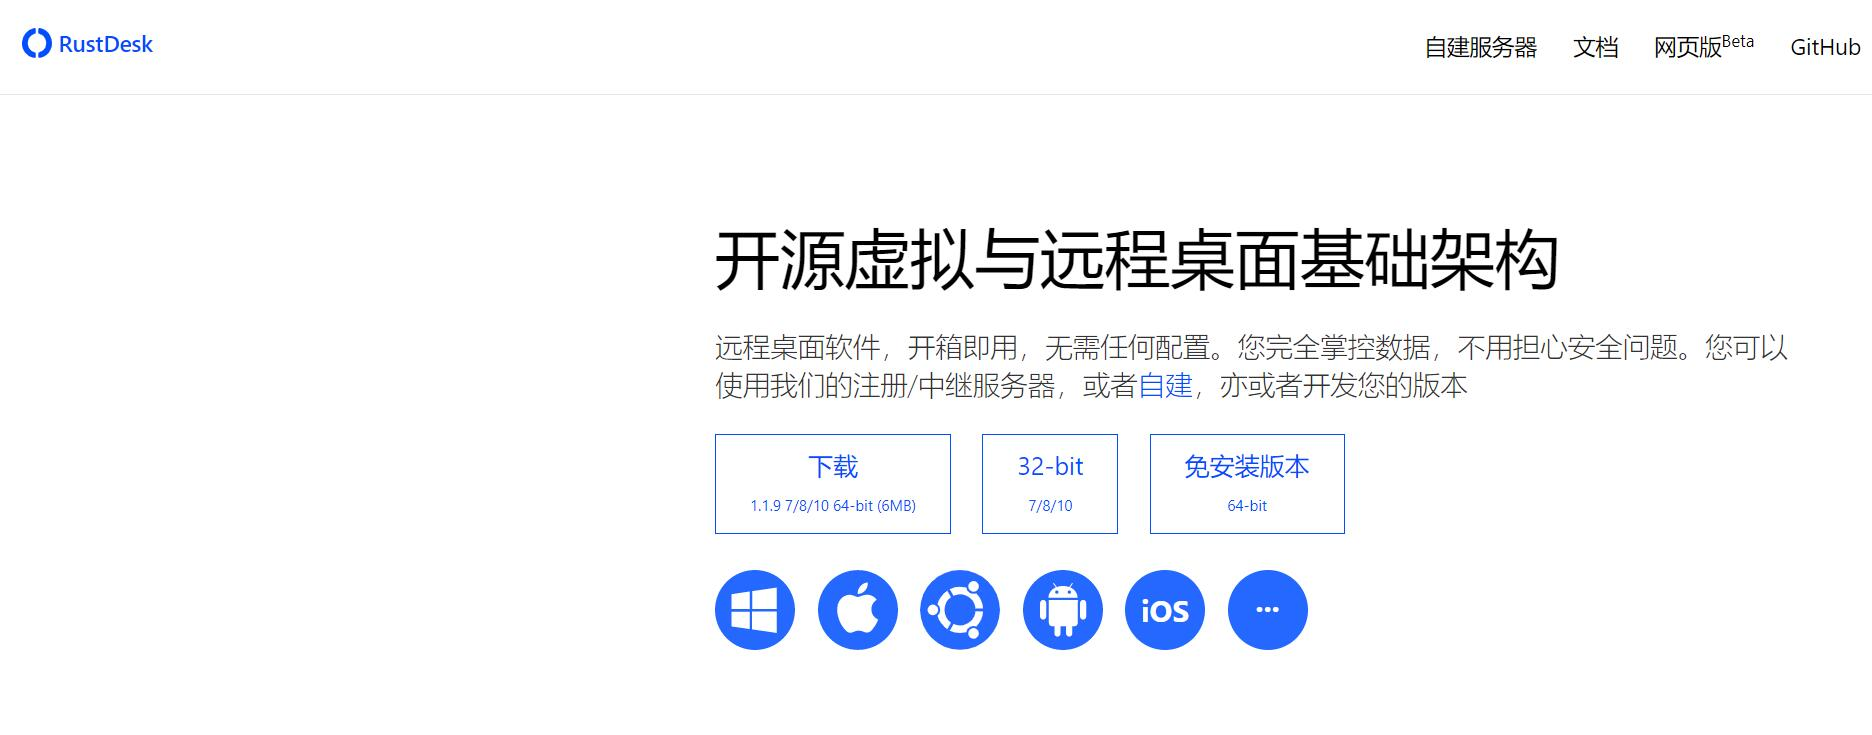 RustDesk
自建服务器 文档 网页版Beta GitHub
开源虚拟与远程桌面基础架构
远程桌面软件，开箱即用，无需任何配置。您完全掌控数据，不用担心安全问题。您可以
使用我们的注册/中继服务器，或者自建，亦或者开发您的版本
下载 32-bit 免安装版本
1.1.9 7/8/10 64-bit (6MB) 7/8/10 64-bit
iOS ···